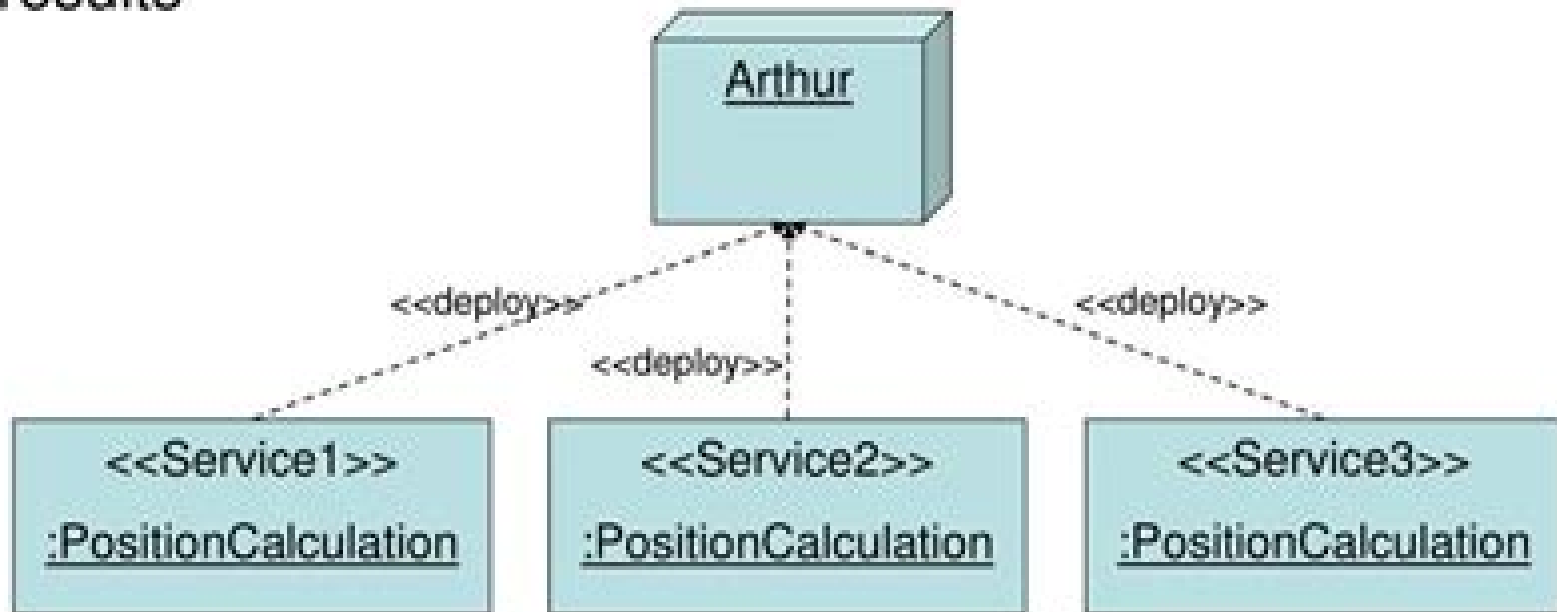 Arthur
<<deploy>>
<<deploy>>
<<deploy>>
<<Service1>>
:PositionCalculation
<<Service2>>
:PositionCalculation
<<Service3>>
:PositionCalculation